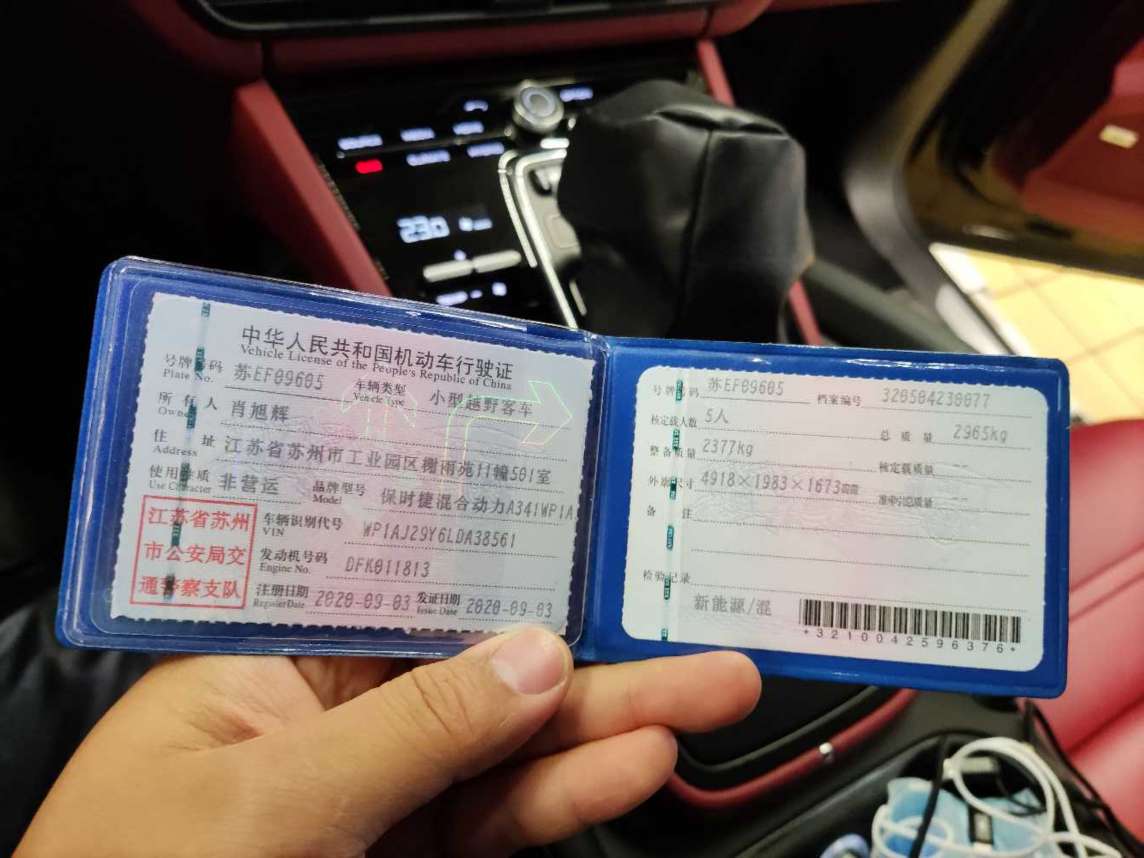 中华人民共和国机动车行驶证
Vehicle License of the People's Republic of China
号牌号码 苏EF09605 车辆类型 小型越野客车
Plate No. Vehicle Type
所有人 肖旭辉
Owner
住址 江苏省苏州市工业园区棚雨苑11幢501室
Address
使用性质 非营运 品牌型号 保时捷混合动力A341WP1A
Use Character Model
江苏省苏州
市公安局交
通警察支队
车辆识别代号 WP1AJ29Y6LDA38561
VIN
发动机号码 DFK011813
Engine No.
注册日期 2020-09-03 发证日期 2020-09-03
Register Date Issue Date
号牌号码 苏EF09605 档案编号 320504238077
核定载人数 5人 总质量 2965kg
整备质量 2377kg 核定载质量 --
外廓尺寸 4918×1983×1673mm 准牵引总质量 --
备注
检验记录
新能源/混
*3210042596376*
230